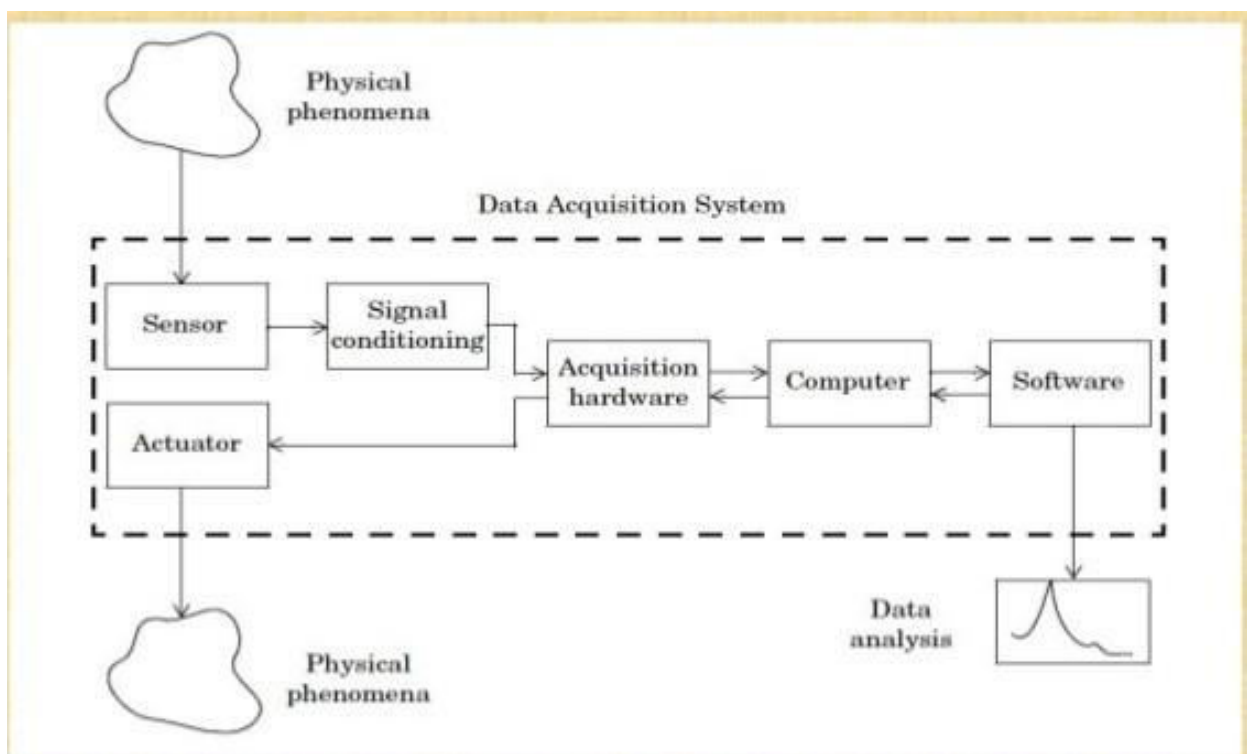 Physical
phenomena
Data Acquisition System
Sensor
Signal
conditioning
Acquisition
hardware
Computer
Software
Actuator
Physical
phenomena
Data
analysis